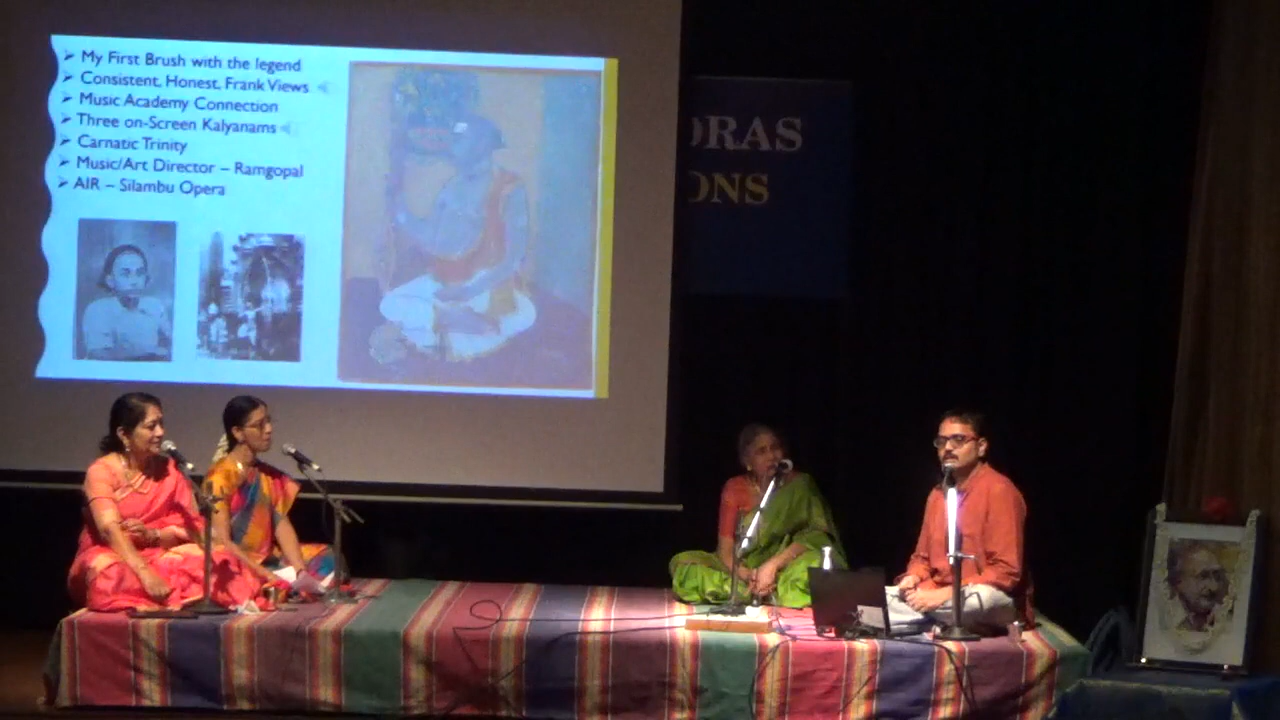 ➢ My First Brush with the legend
➢ Consistent, Honest, Frank Views
➢ Music Academy Connection
➢ Three on-Screen Kalyanams
➢ Carnatic Trinity
➢ Music/Art Director – Ramgopal
➢ AIR – Silambu Opera
DRAS
ONS